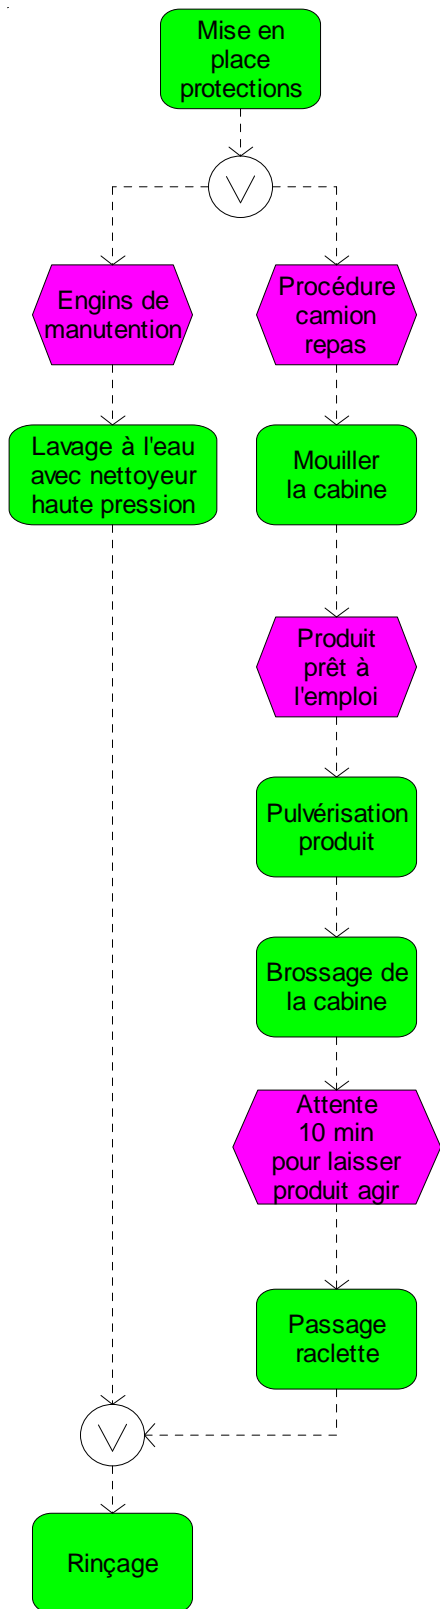 Mise en
place
protections
V
Engins de
manutention
Procédure
camion
repas
Lavage à l'eau
avec nettoyeur
haute pression
Mouiller
la cabine
Produit
prêt à
l'emploi
Pulvérisation
produit
Brossage de
la cabine
Attente
10 min
pour laisser
produit agir
Passage
raclette
V
Rinçage